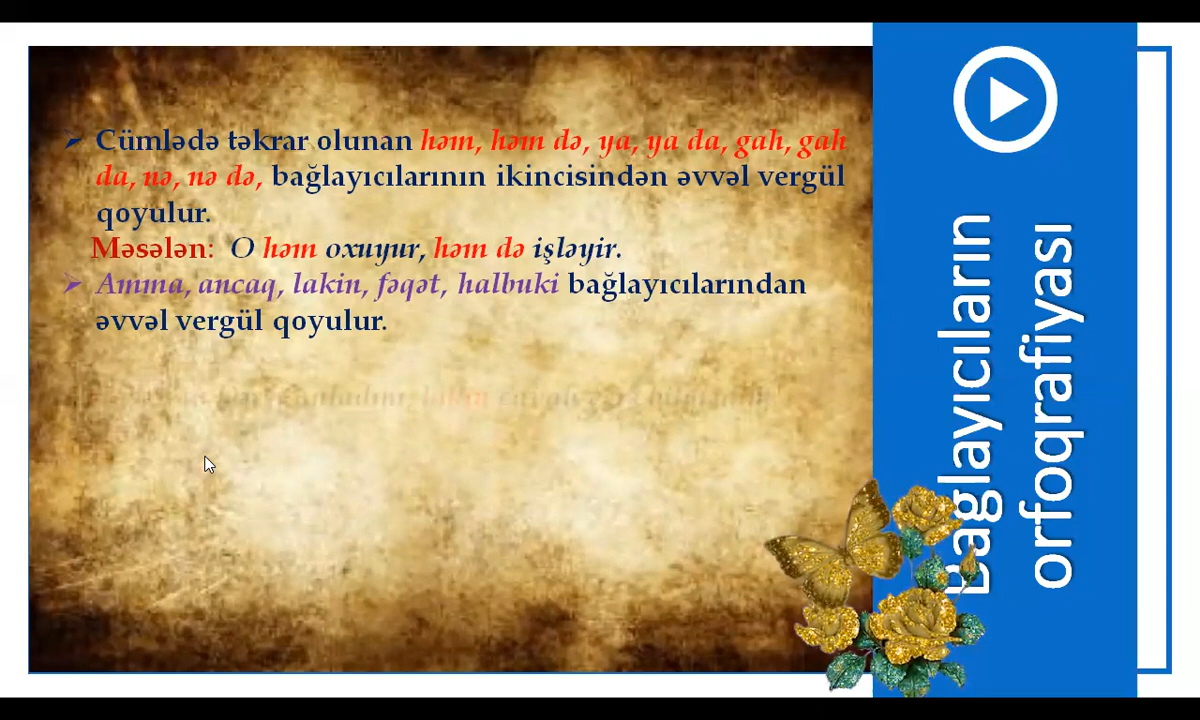 Cümlədə təkrar olunan həm, həm də, ya, ya da, gah, gah
da, nə, nə də, bağlayıcılarının ikincisindən əvvəl vergül
qoyulur.
Məsələn: O həm oxuyur, həm də işləyir.
Amma, ancaq, lakin, fəqət, halbuki bağlayıcılarından
əvvəl vergül qoyulur.
Bağlayıcıların
orfoqrafiyası